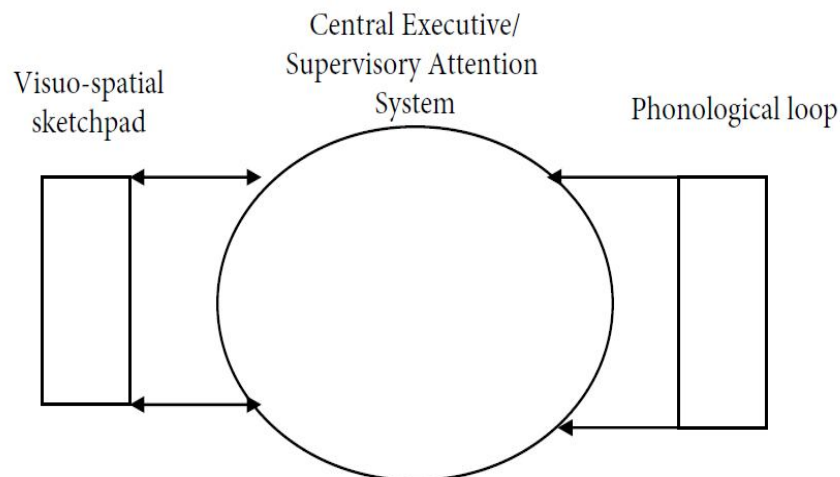 Visuo-spatial
sketchpad
Central Executive/
Supervisory Attention
System
Phonological loop